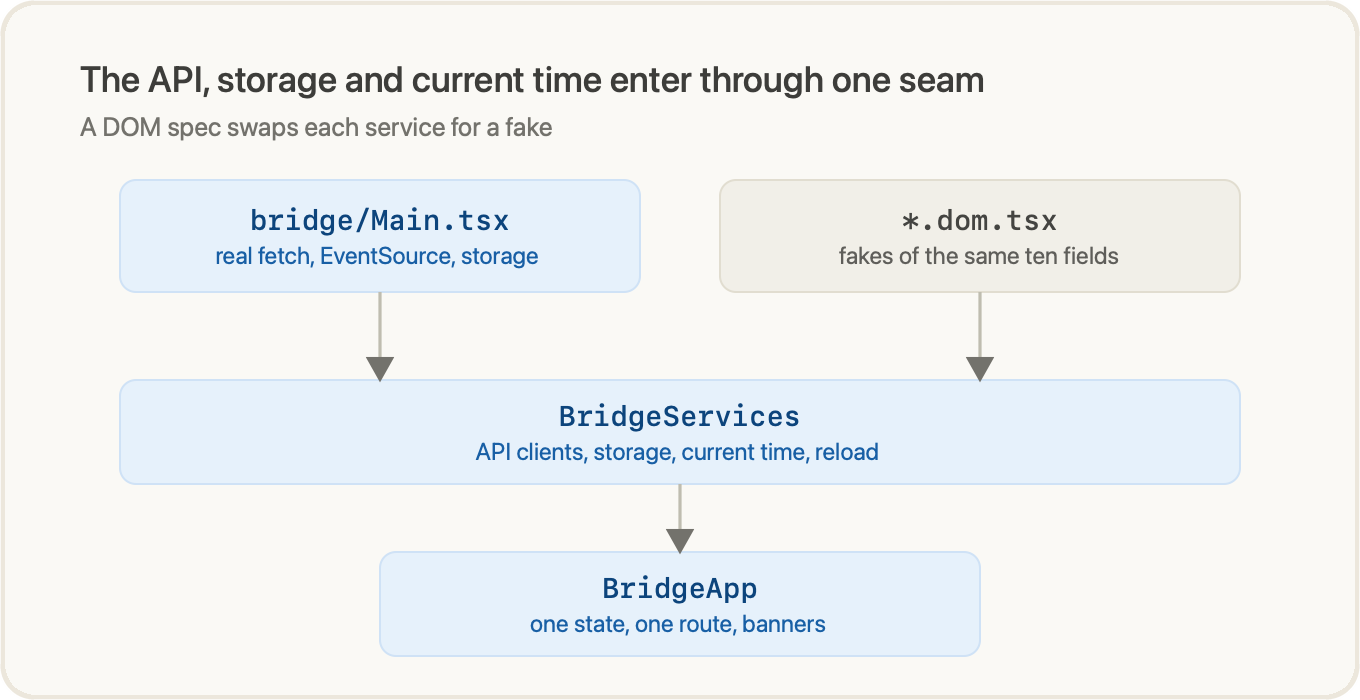 The API, storage and current time enter through one seam
A DOM spec swaps each service for a fake
bridge/Main.tsx
real fetch, EventSource, storage
*.dom.tsx
fakes of the same ten fields
BridgeServices
API clients, storage, current time, reload
BridgeApp
one state, one route, banners